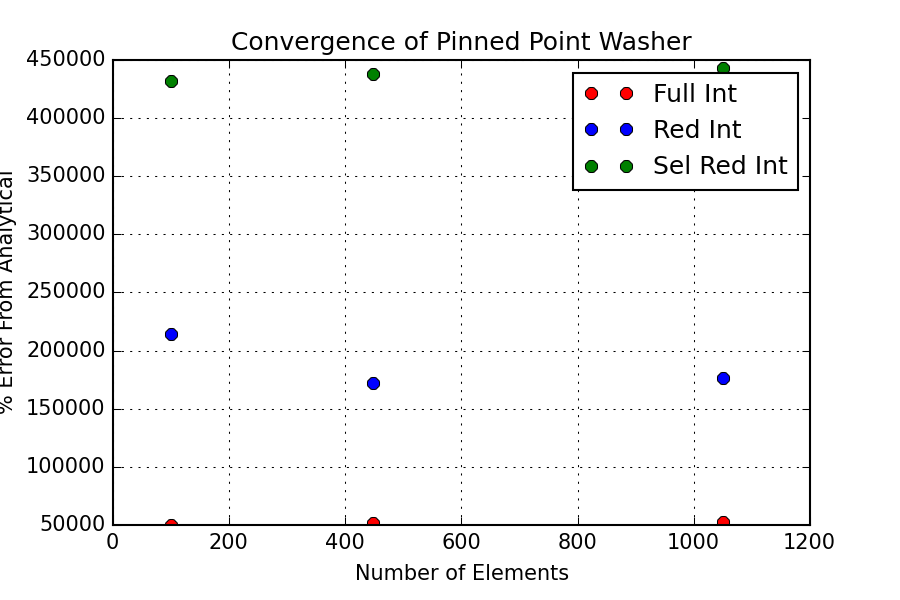 Convergence of Pinned Point Washer
450000
400000
350000
300000
250000
200000
150000
100000
50000
% Error From Analytical
Full Int
Red Int
Sel Red Int
0 200 400 600 800 1000 1200
Number of Elements